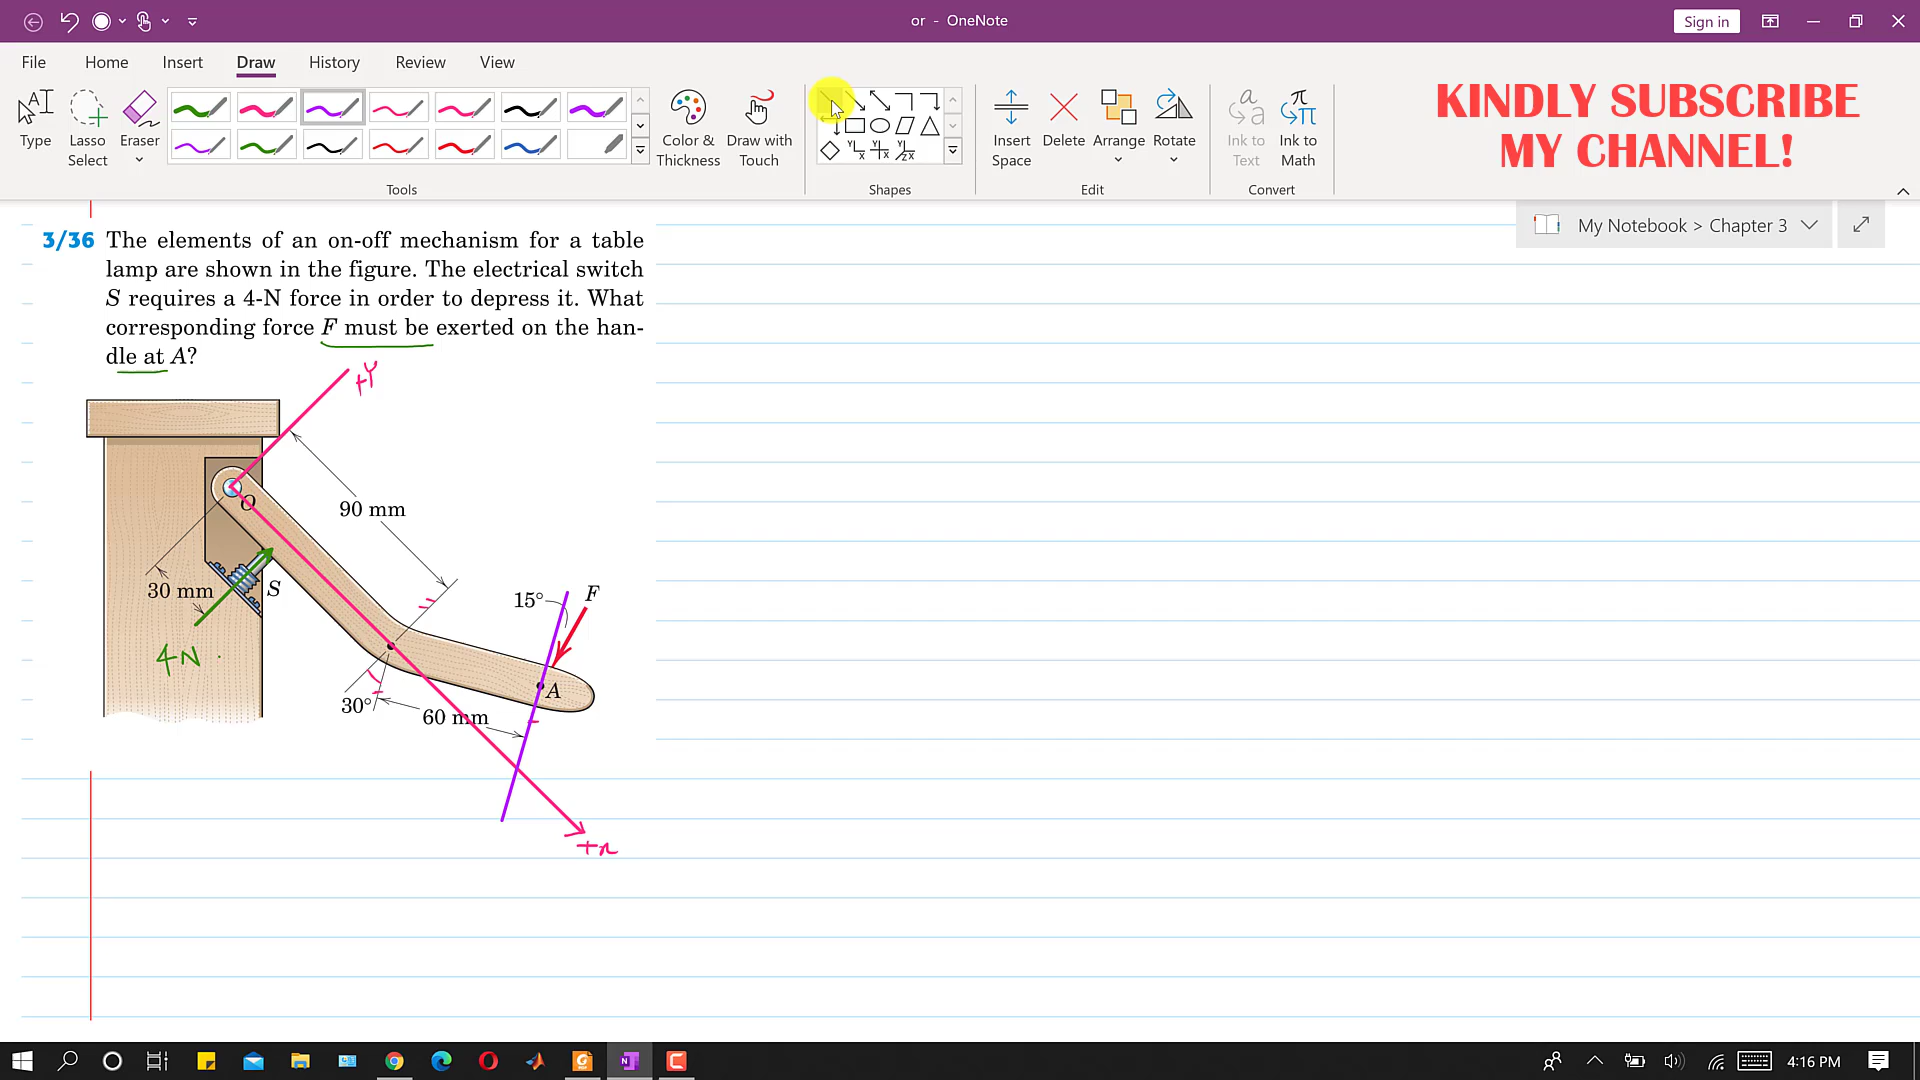 or - OneNote
Sign in
File Home Insert Draw History Review View
KINDLY SUBSCRIBE
MY CHANNEL!
Type Lasso Select Eraser
Color & Thickness Draw with Touch
Insert Space Delete Arrange Rotate Ink to Text Ink to Math
Tools Shapes Edit Convert
My Notebook > Chapter 3
3/36 The elements of an on-off mechanism for a table
lamp are shown in the figure. The electrical switch
S requires a 4-N force in order to depress it. What
corresponding force F must be exerted on the han-
dle at A?
+Y
O
90 mm
30 mm
S
15°
F
4N
A
30°
60 mm
+x
4:16 PM